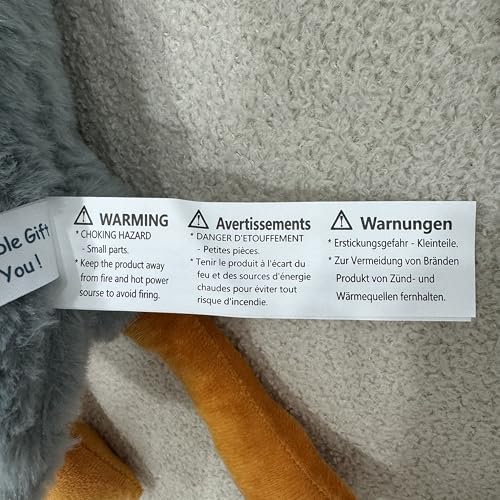 ble Gift
You !
WARMING
* CHOKING HAZARD
- Small parts.
* Keep the product away
from fire and hot power
sourse to avoid firing.
Avertissements
* DANGER D'ETOUFFEMENT
- Petites pièces.
* Tenir le produit à l'écart du
feu et des sources d'énergie
chaudes pour éviter tout
risque d'incendie.
Warnungen
* Erstickungsgefahr - Kleinteile.
* Zur Vermeidung von Bränden
Produkt von Zünd- und
Wärmequellen fernhalten.